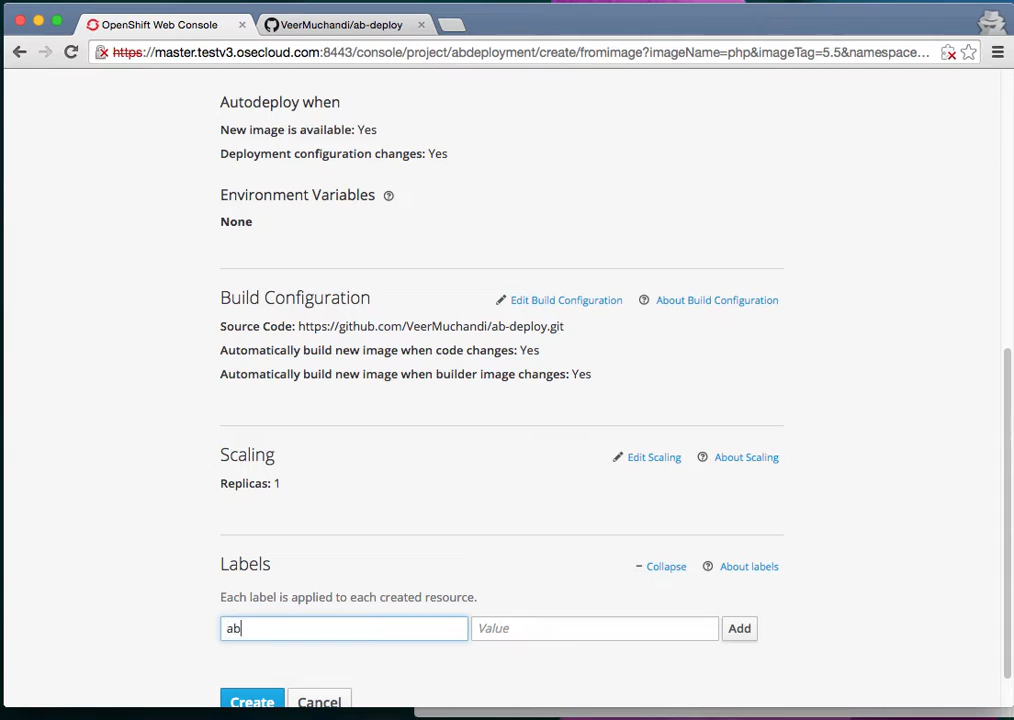 OpenShift Web Console
VeerMuchandi/ab-deploy
https://master.testv3.osecloud.com:8443/console/project/abdeployment/create/fromimage?imageName=php&imageTag=5.5&namespace...
Autodeploy when
New image is available: Yes
Deployment configuration changes: Yes
Environment Variables
None
Build Configuration
Edit Build Configuration
About Build Configuration
Source Code: https://github.com/VeerMuchandi/ab-deploy.git
Automatically build new image when code changes: Yes
Automatically build new image when builder image changes: Yes
Scaling
Edit Scaling
About Scaling
Replicas: 1
Labels
Collapse
About labels
Each label is applied to each created resource.
ab
Value
Add
Create
Cancel